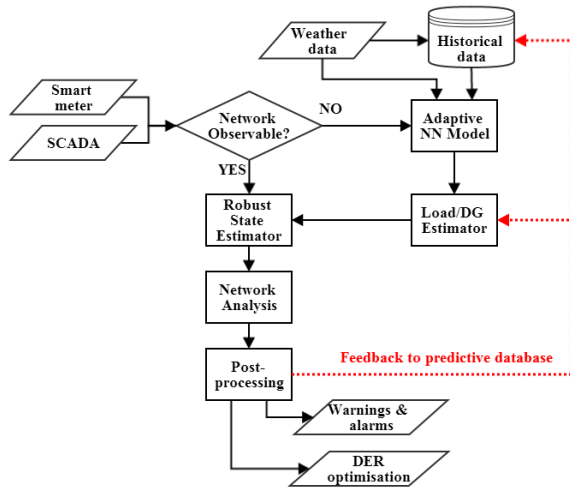 Weather
data
Historical
data
Smart
meter
SCADA
Network
Observable?
NO
Adaptive
NN Model
YES
Robust
State
Estimator
Load/DG
Estimator
Network
Analysis
Post-
processing
Feedback to predictive database
Warnings &
alarms
DER
optimisation